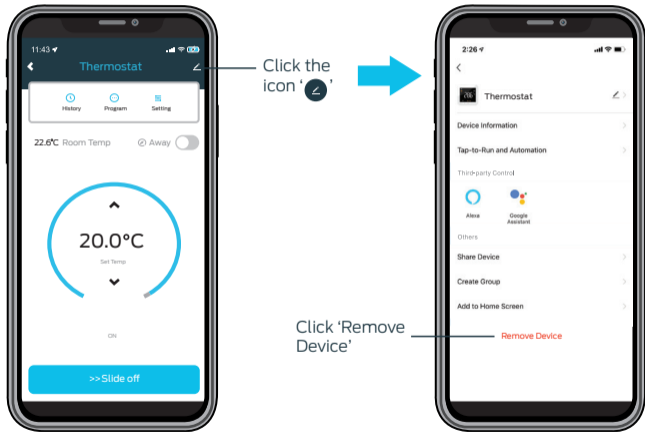 11:43
Thermostat
History Program Setting
22.6°C Room Temp
Away
20.0°C
Set Temp
ON
>>Slide off
Click the
icon ‘ ’
2:26
Thermostat
Device Information
Tap-to-Run and Automation
Third-party Control
Alexa
Google
Assistant
Others
Share Device
Create Group
Add to Home Screen
Remove Device
Click ‘Remove
Device’